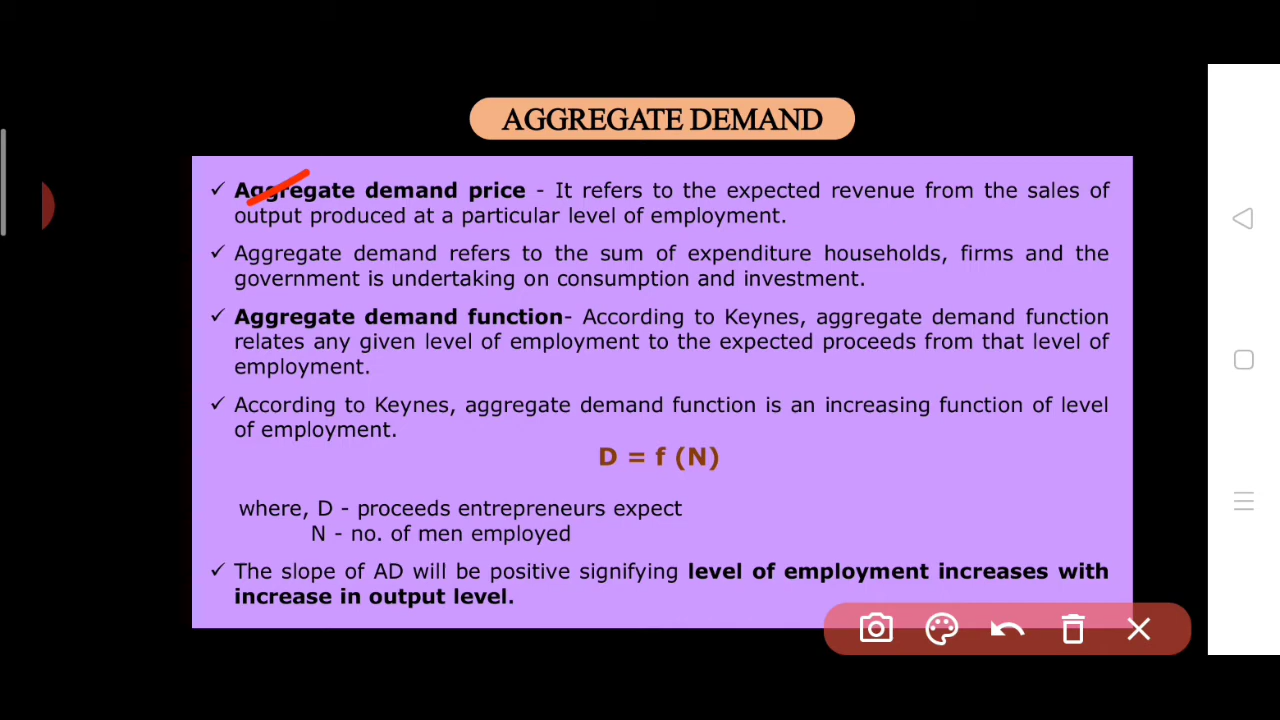 AGGREGATE DEMAND
✓ Aggregate demand price - It refers to the expected revenue from the sales of
output produced at a particular level of employment.
✓ Aggregate demand refers to the sum of expenditure households, firms and the
government is undertaking on consumption and investment.
✓ Aggregate demand function- According to Keynes, aggregate demand function
relates any given level of employment to the expected proceeds from that level of
employment.
✓ According to Keynes, aggregate demand function is an increasing function of level
of employment.
D = f (N)
where, D - proceeds entrepreneurs expect
N - no. of men employed
✓ The slope of AD will be positive signifying level of employment increases with
increase in output level.